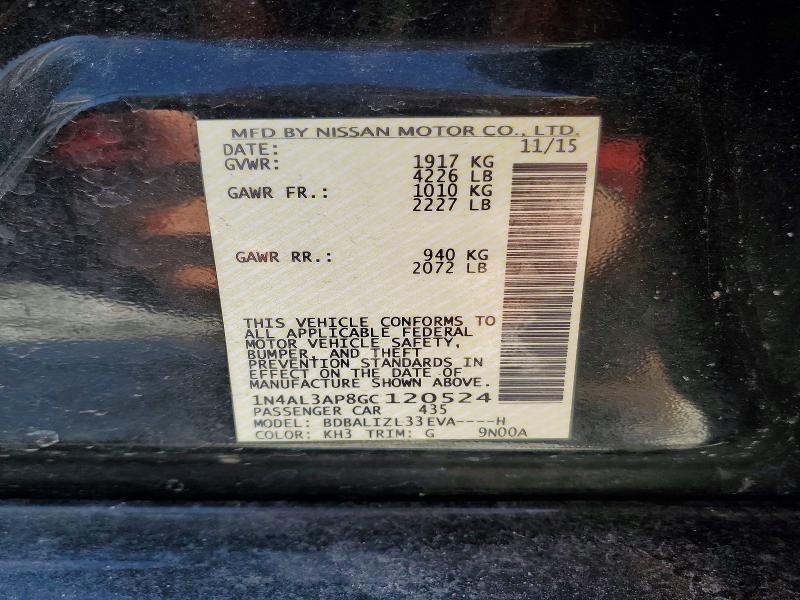 MFD BY NISSAN MOTOR CO., LTD.
DATE: 11/15
GVWR: 1917 KG
4226 LB
GAWR FR.: 1010 KG
2227 LB
GAWR RR.: 940 KG
2072 LB
THIS VEHICLE CONFORMS TO
ALL APPLICABLE FEDERAL
MOTOR VEHICLE SAFETY,
BUMPER, AND THEFT
PREVENTION STANDARDS IN
EFFECT ON THE DATE OF
MANUFACTURE SHOWN ABOVE.
1N4AL3AP8GC120524
PASSENGER CAR 435
MODEL: BDBALIZL33EVA----H
COLOR: KH3 TRIM: G 9N00A